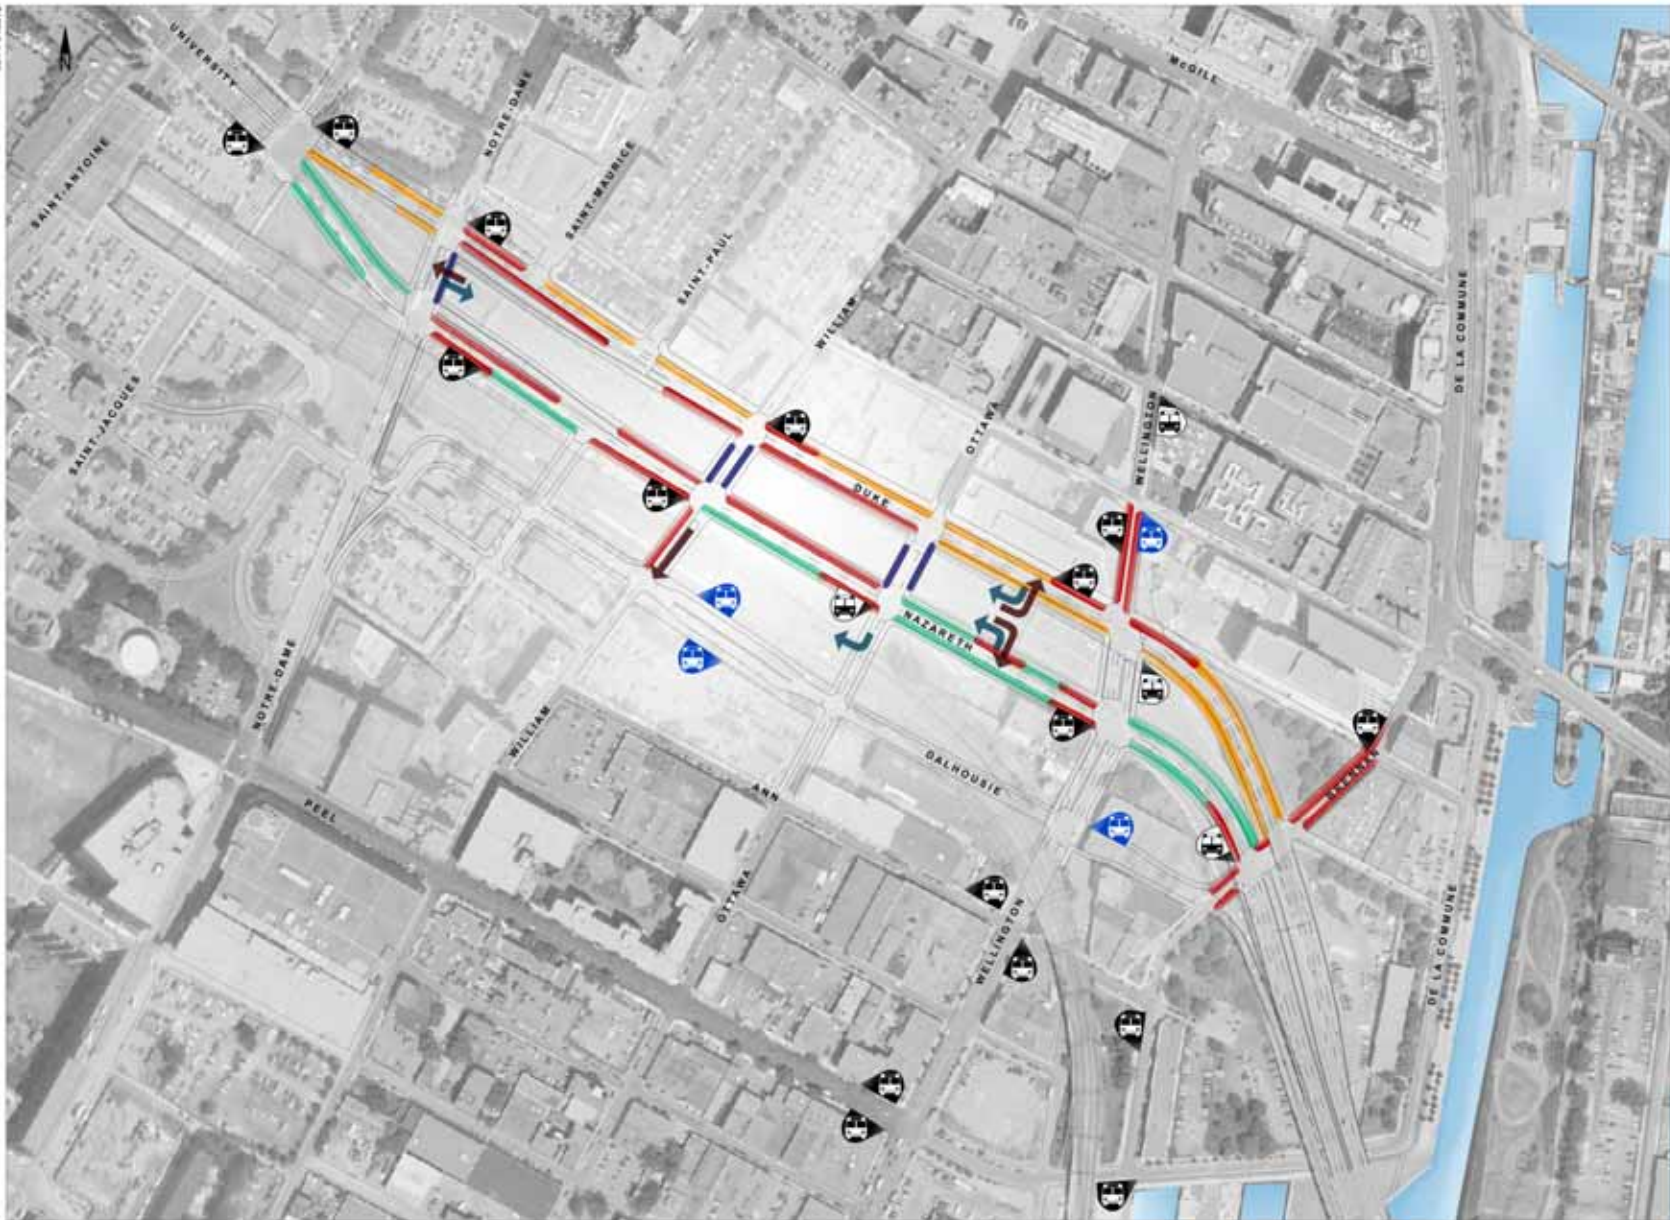 UNIVERSITY
McGILL
NOTRE-DAME
SAINT-ANTOINE
SAINT-MAURICE
SAINT-PAUL
WILLIAM
DE LA COMMUNE
SAINT-JACQUES
OTTAWA
WELLINGTON
DUKE
NAZARETH
NOTRE-DAME
WILLIAM
DALHOUSIE
ANN
PEEL
OTTAWA
WELLINGTON
DE LA COMMUNE
N